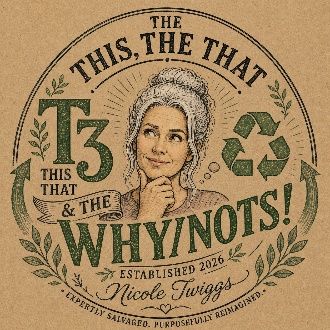 THE
THIS, THE THAT
T3
THIS
THAT
& THE
WHY/NOTS!
ESTABLISHED 2026
Nicole Twiggs
• EXPERTLY SALVAGED. PURPOSEFULLY REIMAGINED. •